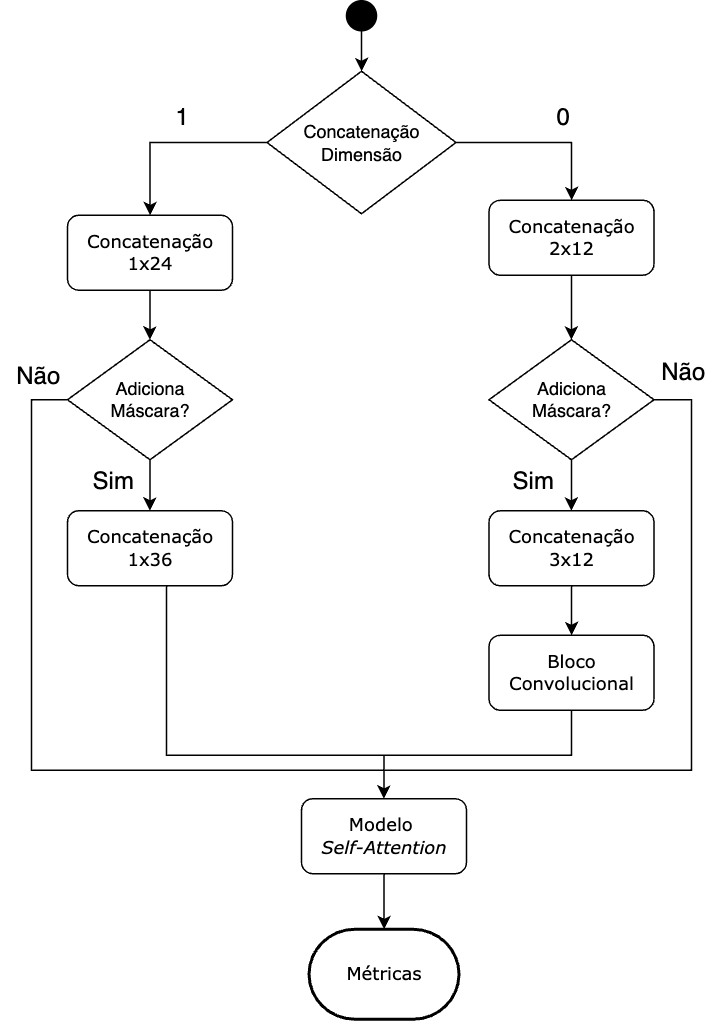 Concatenação
Dimensão
1
0
Concatenação
1x24
Concatenação
2x12
Não
Adiciona
Máscara?
Adiciona
Máscara?
Não
Sim
Sim
Concatenação
1x36
Concatenação
3x12
Bloco
Convolucional
Modelo
Self-Attention
Métricas